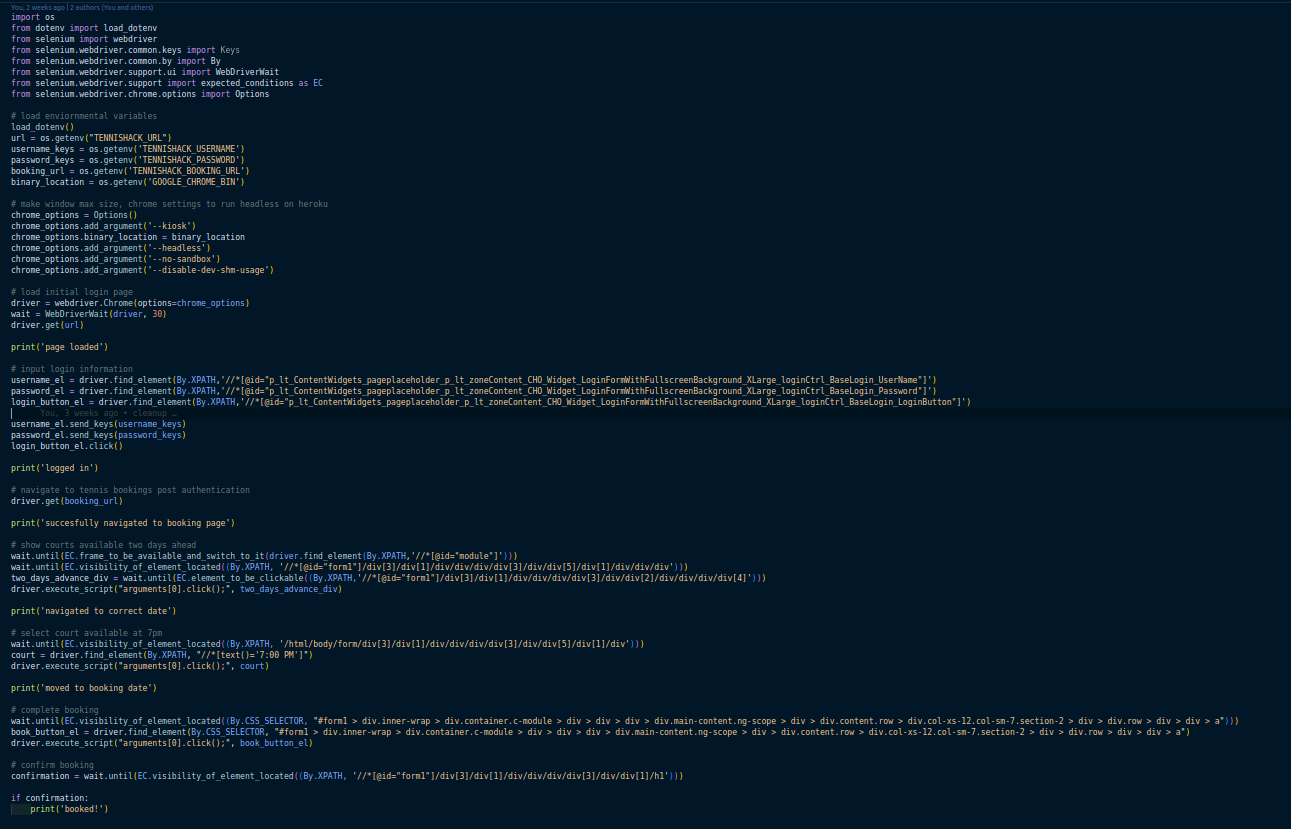 You, 2 weeks ago | 2 authors (You and others)
import os
from dotenv import load_dotenv
from selenium import webdriver
from selenium.webdriver.common.keys import Keys
from selenium.webdriver.common.by import By
from selenium.webdriver.support.ui import WebDriverWait
from selenium.webdriver.support import expected_conditions as EC
from selenium.webdriver.chrome.options import Options
# load enviornmental variables
load_dotenv()
url = os.getenv("TENNISHACK_URL")
username_keys = os.getenv('TENNISHACK_USERNAME')
password_keys = os.getenv('TENNISHACK_PASSWORD')
booking_url = os.getenv('TENNISHACK_BOOKING_URL')
binary_location = os.getenv('GOOGLE_CHROME_BIN')
# make window max size, chrome settings to run headless on heroku
chrome_options = Options()
chrome_options.add_argument('--kiosk')
chrome_options.binary_location = binary_location
chrome_options.add_argument('--headless')
chrome_options.add_argument('--no-sandbox')
chrome_options.add_argument('--disable-dev-shm-usage')
# load initial login page
driver = webdriver.Chrome(options=chrome_options)
wait = WebDriverWait(driver, 30)
driver.get(url)
print('page loaded')
# input login information
username_el = driver.find_element(By.XPATH,'//*[@id="p_lt_ContentWidgets_pageplaceholder_p_lt_zoneContent_CHO_Widget_LoginFormWithFullscreenBackground_XLarge_loginCtrl_BaseLogin_UserName"]')
password_el = driver.find_element(By.XPATH,'//*[@id="p_lt_ContentWidgets_pageplaceholder_p_lt_zoneContent_CHO_Widget_LoginFormWithFullscreenBackground_XLarge_loginCtrl_BaseLogin_Password"]')
login_button_el = driver.find_element(By.XPATH,'//*[@id="p_lt_ContentWidgets_pageplaceholder_p_lt_zoneContent_CHO_Widget_LoginFormWithFullscreenBackground_XLarge_loginCtrl_BaseLogin_LoginButton"]')
You, 3 weeks ago • cleanup …
username_el.send_keys(username_keys)
password_el.send_keys(password_keys)
login_button_el.click()
print('logged in')
# navigate to tennis bookings post authentication
driver.get(booking_url)
print('succesfully navigated to booking page')
# show courts available two days ahead
wait.until(EC.frame_to_be_available_and_switch_to_it(driver.find_element(By.XPATH,'//*[@id="module"]')))
wait.until(EC.visibility_of_element_located((By.XPATH, '//*[@id="form1"]/div[3]/div[1]/div/div/div/div[3]/div/div[5]/div[1]/div/div/div')))
two_days_advance_div = wait.until(EC.element_to_be_clickable((By.XPATH,'//*[@id="form1"]/div[3]/div[1]/div/div/div/div[3]/div/div[2]/div/div/div/div[4]')))
driver.execute_script("arguments[0].click();", two_days_advance_div)
print('navigated to correct date')
# select court available at 7pm
wait.until(EC.visibility_of_element_located((By.XPATH, '/html/body/form/div[3]/div[1]/div/div/div/div[3]/div/div[5]/div[1]/div')))
court = driver.find_element(By.XPATH, "//*[text()='7:00 PM']")
driver.execute_script("arguments[0].click();", court)
print('moved to booking date')
# complete booking
wait.until(EC.visibility_of_element_located((By.CSS_SELECTOR, "#form1 > div.inner-wrap > div.container.c-module > div > div > div > div.main-content.ng-scope > div > div.content.row > div.col-xs-12.col-sm-7.section-2 > div > div.row > div > div > a")))
book_button_el = driver.find_element(By.CSS_SELECTOR, "#form1 > div.inner-wrap > div.container.c-module > div > div > div > div.main-content.ng-scope > div > div.content.row > div.col-xs-12.col-sm-7.section-2 > div > div.row > div > div > a")
driver.execute_script("arguments[0].click();", book_button_el)
# confirm booking
confirmation = wait.until(EC.visibility_of_element_located((By.XPATH, '//*[@id="form1"]/div[3]/div[1]/div/div/div/div[3]/div/div[1]/h1')))
if confirmation:
    print('booked!')